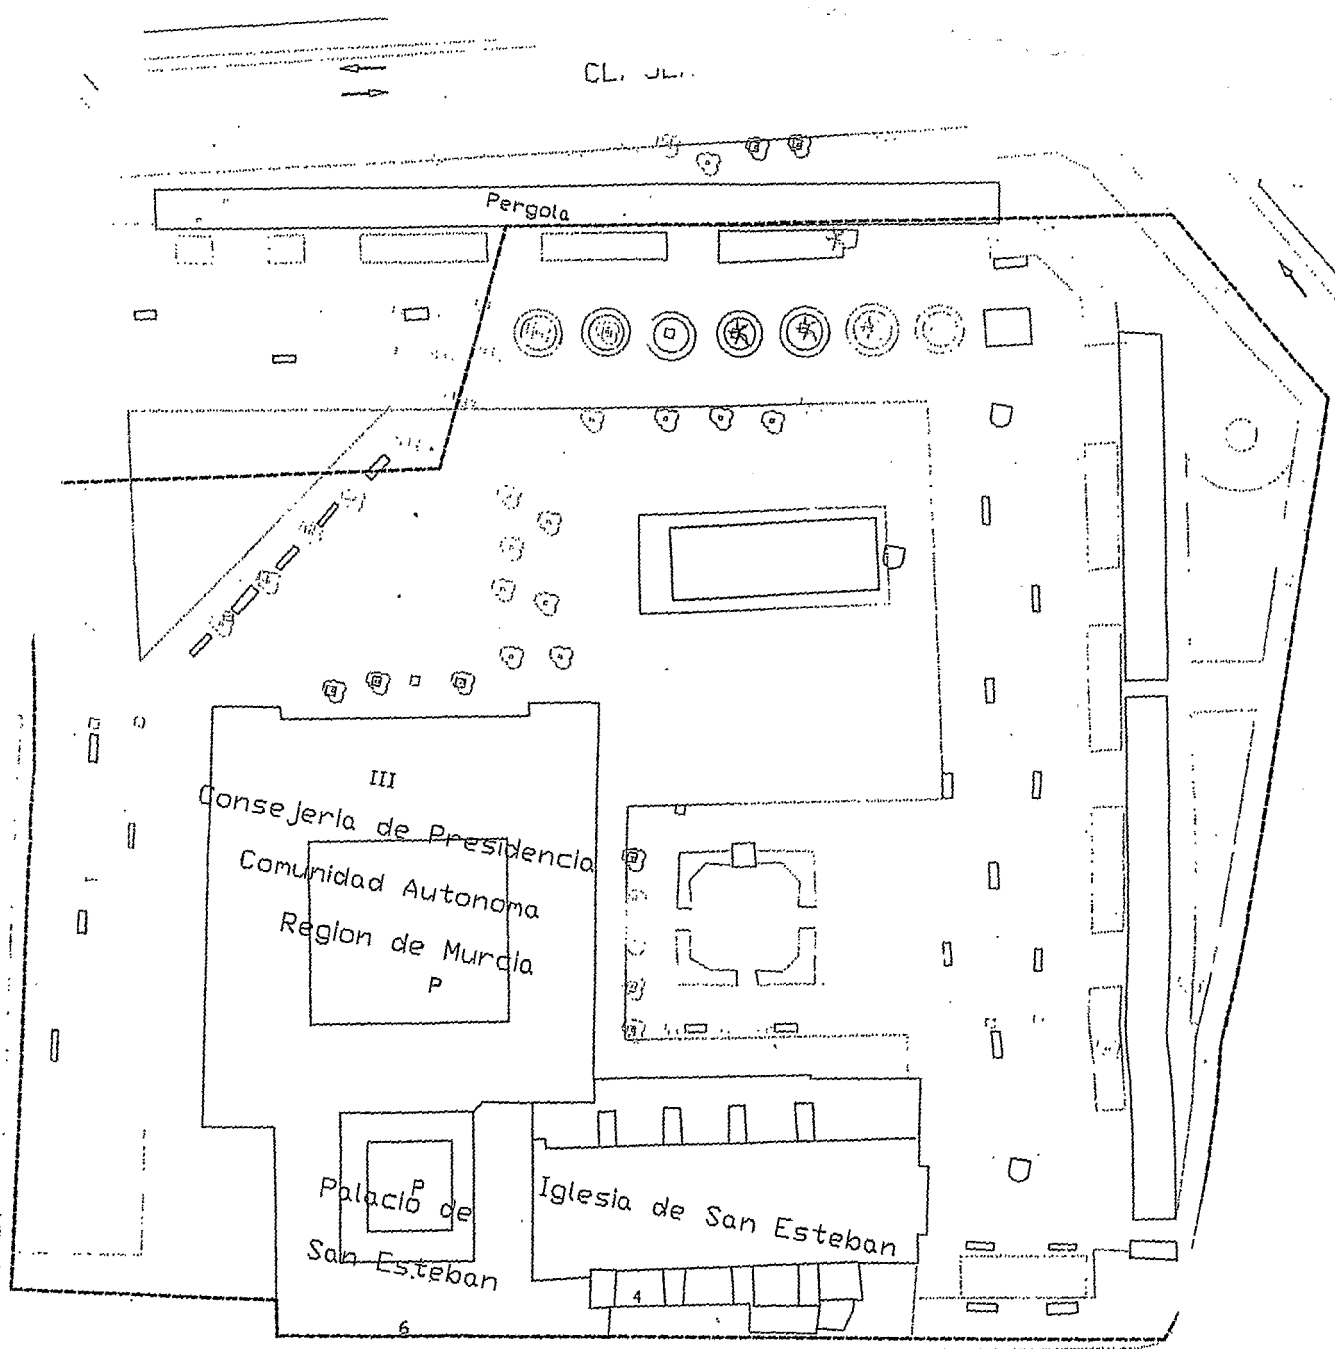 CL.
Pergola
III
Consejeria de Presidencia
Comunidad Autonoma
Region de Murcia
P
P
Palacio de
San Esteban
Iglesia de San Esteban
4
6